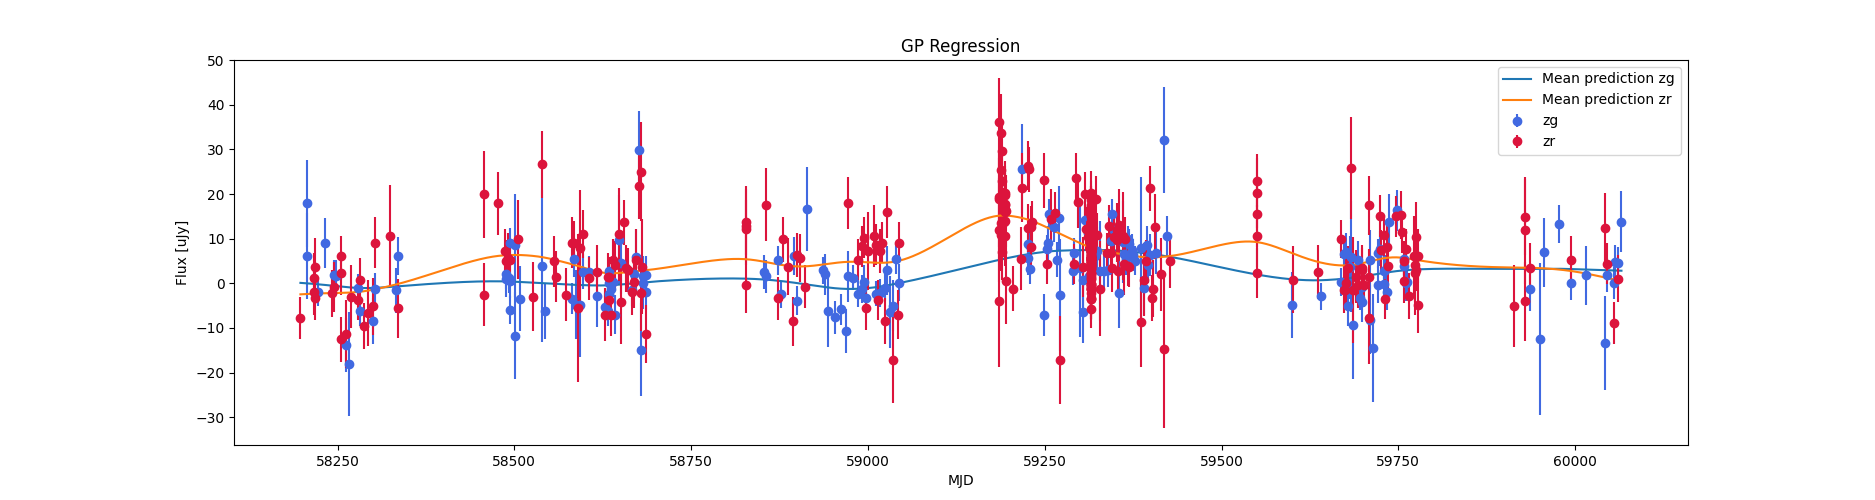 GP Regression
Flux [uJy]
50
40
30
20
10
0
−10
−20
−30
58250 58500 58750 59000 59250 59500 59750 60000
MJD
Mean prediction zg
Mean prediction zr
zg
zr